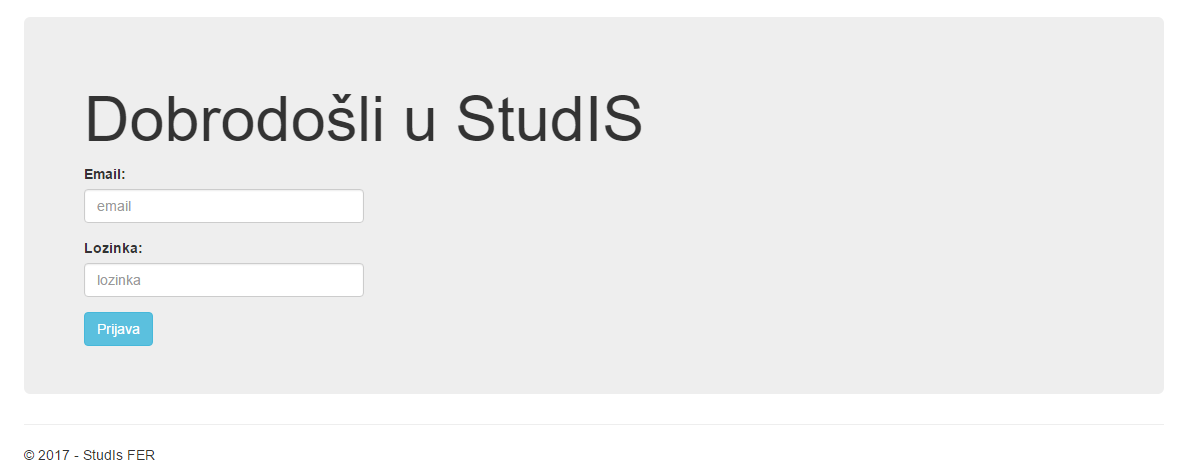 Dobrodošli u StudIS
Email:
email
Lozinka:
lozinka
Prijava
© 2017 - StudIs FER